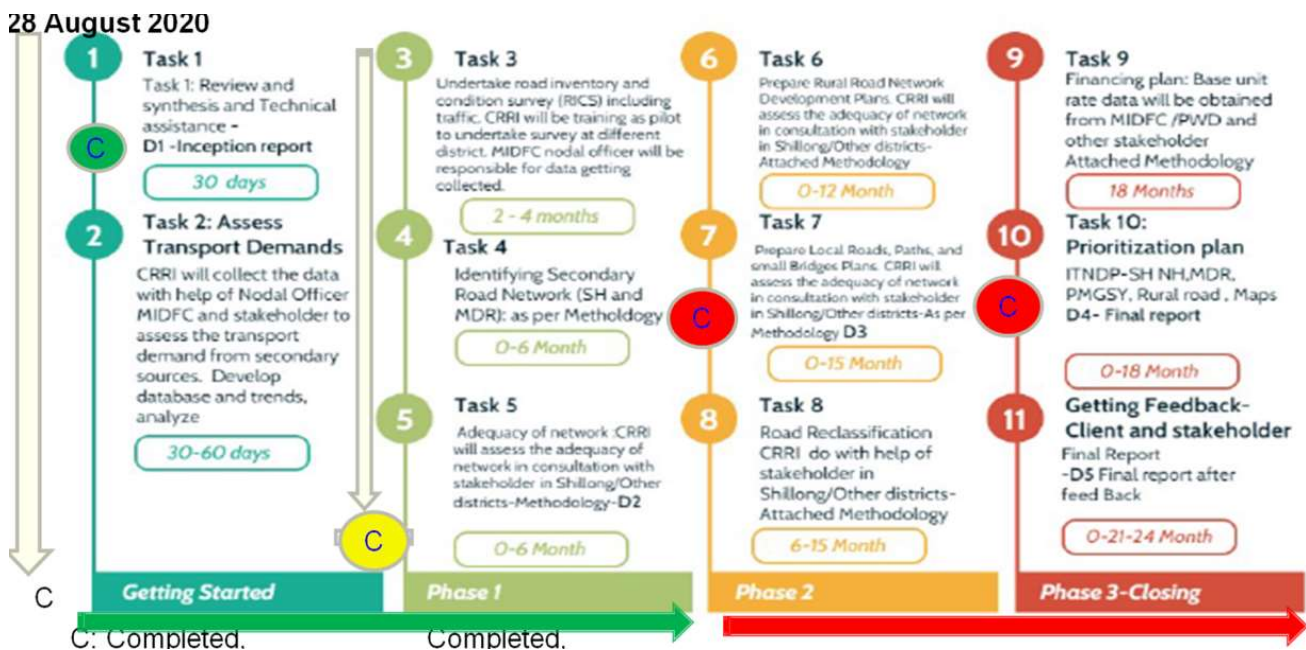 28 August 2020
1
Task 1
Task 1: Review and
synthesis and Technical
assistance -
D1 -Inception report
C
30 days
2
Task 2: Assess
Transport Demands
CRRI will collect the data
with help of Nodal Officer
MIDFC and stakeholder to
assess the transport
demand from secondary
sources. Develop
database and trends,
analyze
30-60 days
C
Getting Started
3
Task 3
Undertake road inventory and
condition survey (RICS) including
traffic. CRRI will be training as pilot
to undertake survey at different
district. MIDFC nodal officer will be
responsible for data getting
collected.
2 - 4 months
4
Task 4
Identifying Secondary
Road Network (SH and
MDR): as per Metholdogy
0-6 Month
5
Task 5
Adequacy of network :CRRI
will assess the adequacy of
network in consultation with
stakeholder in Shillong/Other
districts-Methodology-D2
C
0-6 Month
Phase 1
6
Task 6
Prepare Rural Road Network
Development Plans. CRRI will
assess the adequacy of network
in consultation with stakeholder
in Shillong/Other districts-
Attached Methodology
0-12 Month
7
Task 7
Prepare Local Roads, Paths, and
small Bridges Plans. CRRI will
assess the adequacy of network
in consultation with stakeholder
in Shillong/Other districts-As per
Methodology D3
C
0-15 Month
8
Task 8
Road Reclassification
CRRI do with help of
stakeholder in
Shillong/Other districts-
Attached Methodology
6-15 Month
Phase 2
9
Task 9
Financing plan: Base unit
rate data will be obtained
from MIDFC /PWD and
other stakeholder
Attached Methodology
18 Months
10
Task 10:
Prioritization plan
ITNDP-SH NH,MDR,
PMGSY, Rural road , Maps
D4- Final report
C
0-18 Month
11
Getting Feedback-
Client and stakeholder
Final Report
-D5 Final report after
feed Back
0-21-24 Month
Phase 3-Closing
C: Completed,
Completed,